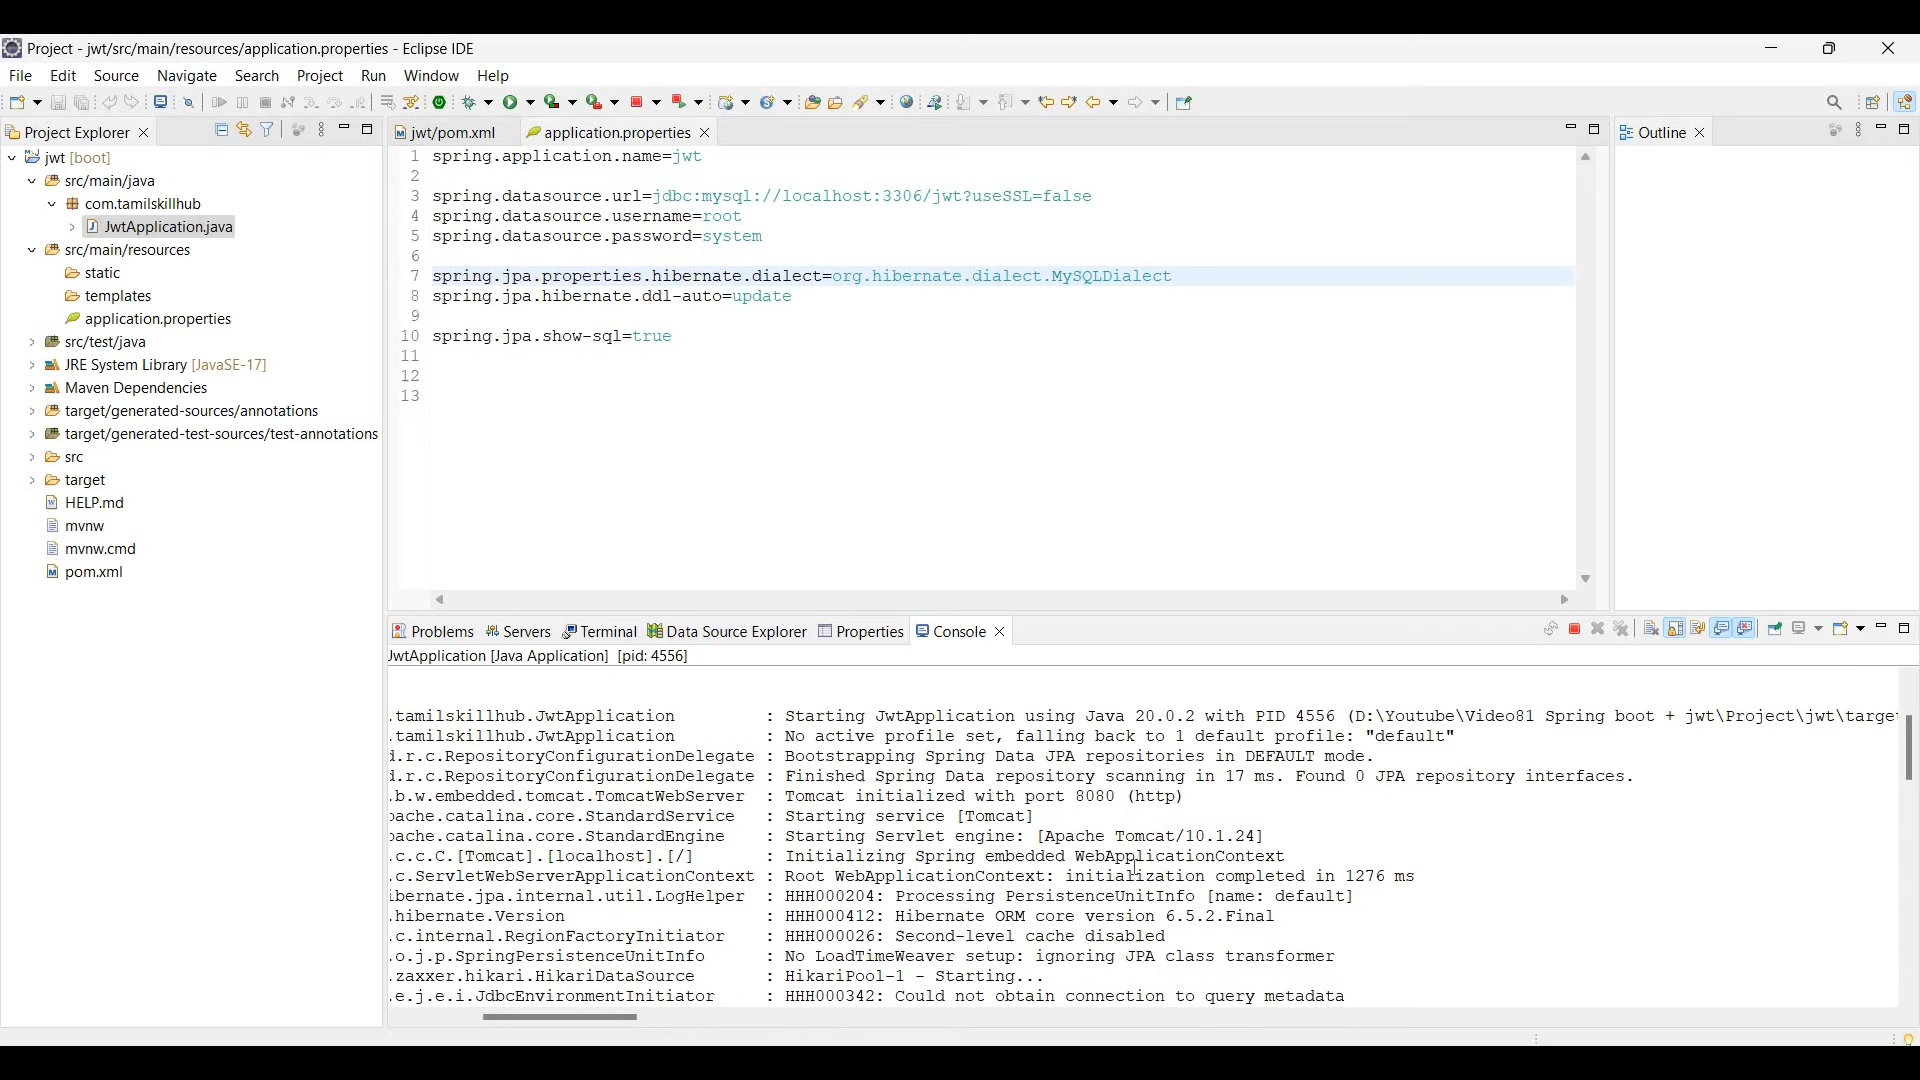 Project - jwt/src/main/resources/application.properties - Eclipse IDE
File Edit Source Navigate Search Project Run Window Help
Project Explorer
jwt [boot]
src/main/java
com.tamilskillhub
JwtApplication.java
src/main/resources
static
templates
application.properties
src/test/java
JRE System Library [JavaSE-17]
Maven Dependencies
target/generated-sources/annotations
target/generated-test-sources/test-annotations
src
target
HELP.md
mvnw
mvnw.cmd
pom.xml
jwt/pom.xml application.properties
1 spring.application.name=jwt
2
3 spring.datasource.url=jdbc:mysql://localhost:3306/jwt?useSSL=false
4 spring.datasource.username=root
5 spring.datasource.password=system
6
7 spring.jpa.properties.hibernate.dialect=org.hibernate.dialect.MySQLDialect
8 spring.jpa.hibernate.ddl-auto=update
9
10 spring.jpa.show-sql=true
11
12
13
Outline
Problems Servers Terminal Data Source Explorer Properties Console
JwtApplication [Java Application] [pid: 4556]
.tamilskillhub.JwtApplication : Starting JwtApplication using Java 20.0.2 with PID 4556 (D:\Youtube\Video81 Spring boot + jwt\Project\jwt\targe
.tamilskillhub.JwtApplication : No active profile set, falling back to 1 default profile: "default"
.r.c.RepositoryConfigurationDelegate : Bootstrapping Spring Data JPA repositories in DEFAULT mode.
.r.c.RepositoryConfigurationDelegate : Finished Spring Data repository scanning in 17 ms. Found 0 JPA repository interfaces.
.b.w.embedded.tomcat.TomcatWebServer : Tomcat initialized with port 8080 (http)
ache.catalina.core.StandardService : Starting service [Tomcat]
ache.catalina.core.StandardEngine : Starting Servlet engine: [Apache Tomcat/10.1.24]
.c.c.C.[Tomcat].[localhost].[/] : Initializing Spring embedded WebApplicationContext
.c.ServletWebServerApplicationContext : Root WebApplicationContext: initialization completed in 1276 ms
ibernate.jpa.internal.util.LogHelper : HHH000204: Processing PersistenceUnitInfo [name: default]
.hibernate.Version : HHH000412: Hibernate ORM core version 6.5.2.Final
.c.internal.RegionFactoryInitiator : HHH000026: Second-level cache disabled
.o.j.p.SpringPersistenceUnitInfo : No LoadTimeWeaver setup: ignoring JPA class transformer
.zaxxer.hikari.HikariDataSource : HikariPool-1 - Starting...
.e.j.e.i.JdbcEnvironmentInitiator : HHH000342: Could not obtain connection to query metadata